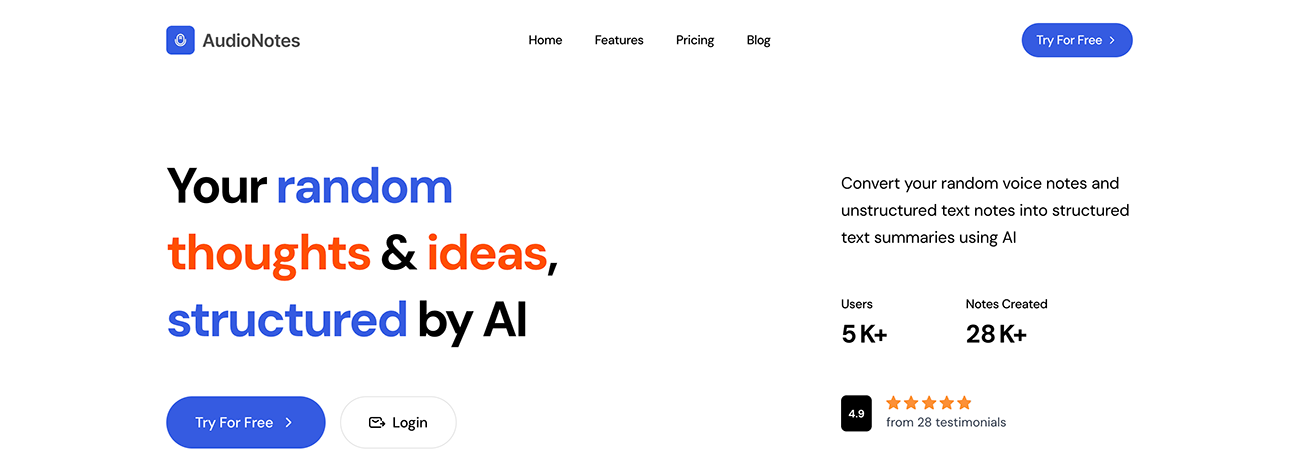 AudioNotes
Home Features Pricing Blog
Try For Free
Your random
thoughts & ideas,
structured by AI
Try For Free
Login
Convert your random voice notes and
unstructured text notes into structured
text summaries using AI
Users Notes Created
5K+ 28K+
4.9
from 28 testimonials